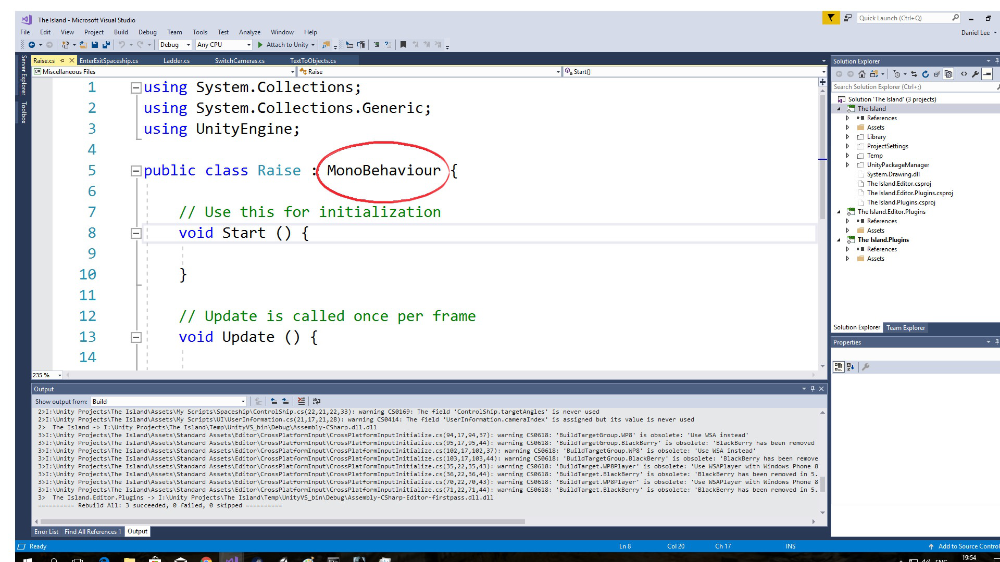 The Island - Microsoft Visual Studio
Quick Launch (Ctrl+Q)
File Edit View Project Build Debug Team Tools Test Analyze Window Help
Daniel Lee
Debug Any CPU Attach to Unity
Server Explorer
Toolbox
Raise.cs EnterExitSpaceship.cs Ladder.cs SwitchCameras.cs TextToObjects.cs
C# Miscellaneous Files Raise Start()
1 using System.Collections;
2 using System.Collections.Generic;
3 using UnityEngine;
4
5 public class Raise : MonoBehaviour {
6
7 // Use this for initialization
8 void Start () {
9
10 }
11
12 // Update is called once per frame
13 void Update () {
14
235 %
Solution Explorer
Search Solution Explorer (Ctrl+;)
Solution 'The Island' (3 projects)
The Island
References
Assets
Library
ProjectSettings
Temp
UnityPackageManager
System.Drawing.dll
The Island.Editor.csproj
The Island.Editor.Plugins.csproj
The Island.Plugins.csproj
The Island.Editor.Plugins
References
Assets
The Island.Plugins
References
Assets
Solution Explorer Team Explorer
Properties
Output
Show output from: Build
2>I:\Unity Projects\The Island\Assets\My Scripts\Spaceship\ControlShip.cs(22,21,22,33): warning CS0169: The field 'ControlShip.targetAngles' is never used
2>I:\Unity Projects\The Island\Assets\My Scripts\UI\UserInformation.cs(21,17,21,28): warning CS0414: The field 'UserInformation.cameraIndex' is assigned but its value is never used
2> The Island -> I:\Unity Projects\The Island\Temp\UnityVS_bin\Debug\Assembly-CSharp.dll.dll
3>I:\Unity Projects\The Island\Assets\Standard Assets\Editor\CrossPlatformInput\CrossPlatformInputInitialize.cs(94,17,94,37): warning CS0618: 'BuildTargetGroup.WP8' is obsolete: 'Use WSA instead'
3>I:\Unity Projects\The Island\Assets\Standard Assets\Editor\CrossPlatformInput\CrossPlatformInputInitialize.cs(95,17,95,44): warning CS0618: 'BuildTargetGroup.BlackBerry' is obsolete: 'BlackBerry has been removed
3>I:\Unity Projects\The Island\Assets\Standard Assets\Editor\CrossPlatformInput\CrossPlatformInputInitialize.cs(102,17,102,37): warning CS0618: 'BuildTargetGroup.WP8' is obsolete: 'Use WSA instead'
3>I:\Unity Projects\The Island\Assets\Standard Assets\Editor\CrossPlatformInput\CrossPlatformInputInitialize.cs(103,17,103,44): warning CS0618: 'BuildTargetGroup.BlackBerry' is obsolete: 'BlackBerry has been remove
3>I:\Unity Projects\The Island\Assets\Standard Assets\Editor\CrossPlatformInput\CrossPlatformInputInitialize.cs(35,22,35,43): warning CS0618: 'BuildTarget.WP8Player' is obsolete: 'Use WSAPlayer with Windows Phone 8
3>I:\Unity Projects\The Island\Assets\Standard Assets\Editor\CrossPlatformInput\CrossPlatformInputInitialize.cs(36,22,36,44): warning CS0618: 'BuildTarget.BlackBerry' is obsolete: 'BlackBerry has been removed in 5.
3>I:\Unity Projects\The Island\Assets\Standard Assets\Editor\CrossPlatformInput\CrossPlatformInputInitialize.cs(70,22,70,43): warning CS0618: 'BuildTarget.WP8Player' is obsolete: 'Use WSAPlayer with Windows Phone 8
3>I:\Unity Projects\The Island\Assets\Standard Assets\Editor\CrossPlatformInput\CrossPlatformInputInitialize.cs(71,22,71,44): warning CS0618: 'BuildTarget.BlackBerry' is obsolete: 'BlackBerry has been removed in 5.
3> The Island.Editor.Plugins -> I:\Unity Projects\The Island\Temp\UnityVS_bin\Debug\Assembly-CSharp-Editor-firstpass.dll.dll
========== Rebuild All: 3 succeeded, 0 failed, 0 skipped ==========
Error List Find All References 1 Output
Ready Ln 8 Col 20 Ch 17 INS Add to Source Control
ENG 19:54